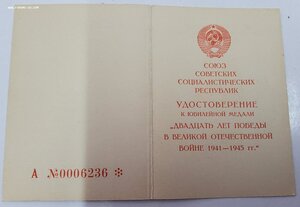 СОЮЗ
СОВЕТСКИХ
СОЦИАЛИСТИЧЕСКИХ
РЕСПУБЛИК
УДОСТОВЕРЕНИЕ
К ЮБИЛЕЙНОЙ МЕДАЛИ
„ДВАДЦАТЬ ЛЕТ ПОБЕДЫ
В ВЕЛИКОЙ ОТЕЧЕСТВЕННОЙ
ВОЙНЕ 1941—1945 гг.“
А №0006236 ✻